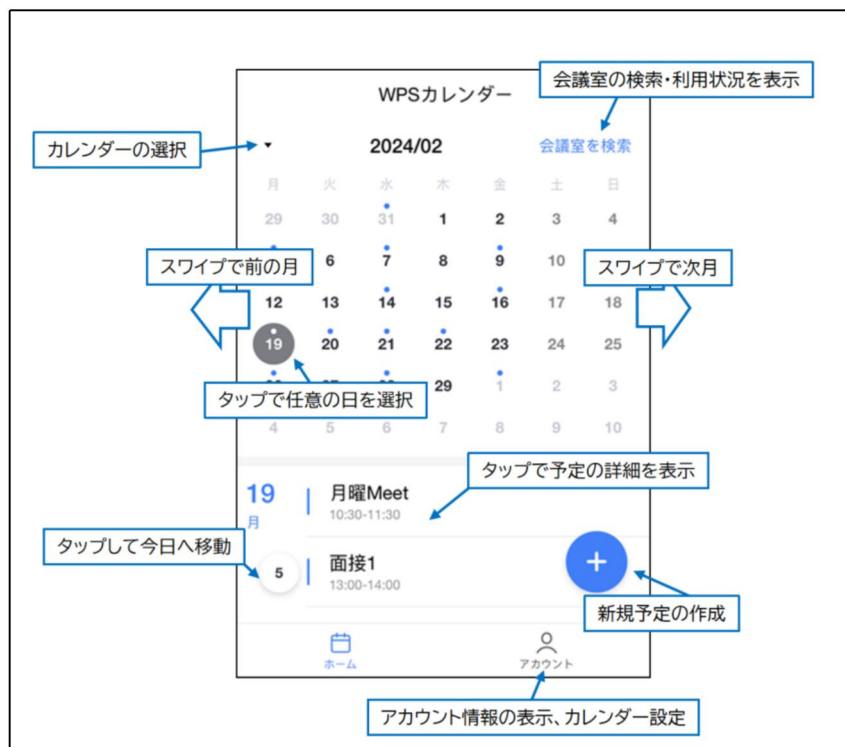 会議室の検索・利用状況を表示
WPSカレンダー
カレンダーの選択
2024/02
会議室を検索
月 火 水 木 金 土 日
29 30 31 1 2 3 4
スワイプで前の月
6 7 8 9 10
スワイプで次月
12 13 14 15 16 17 18
19 20 21 22 23 24 25
29 1 2 3
タップで任意の日を選択
4 5 6 7 8 9 10
タップで予定の詳細を表示
19
月
月曜Meet
10:30-11:30
タップして今日へ移動
5
面接1
13:00-14:00
+
新規予定の作成
ホーム
アカウント
アカウント情報の表示、カレンダー設定